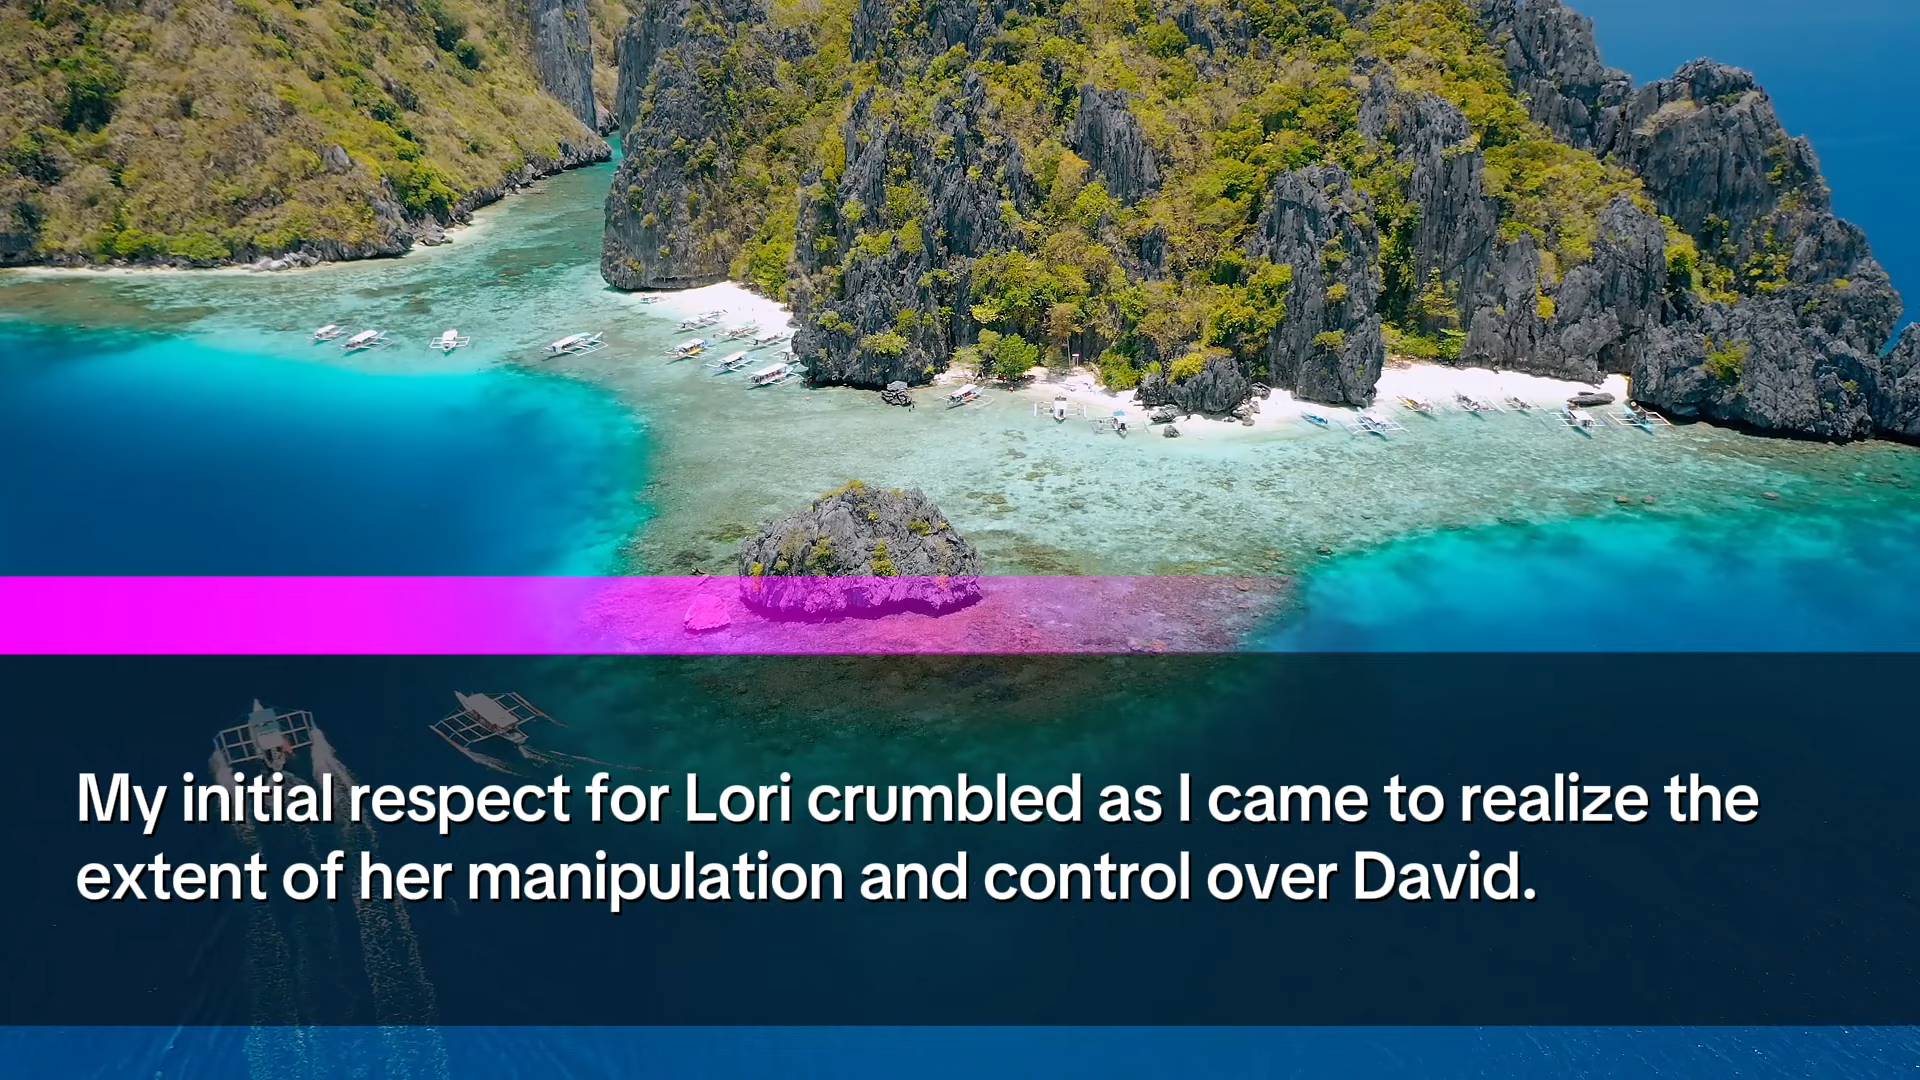 My initial respect for Lori crumbled as I came to realize the
extent of her manipulation and control over David.